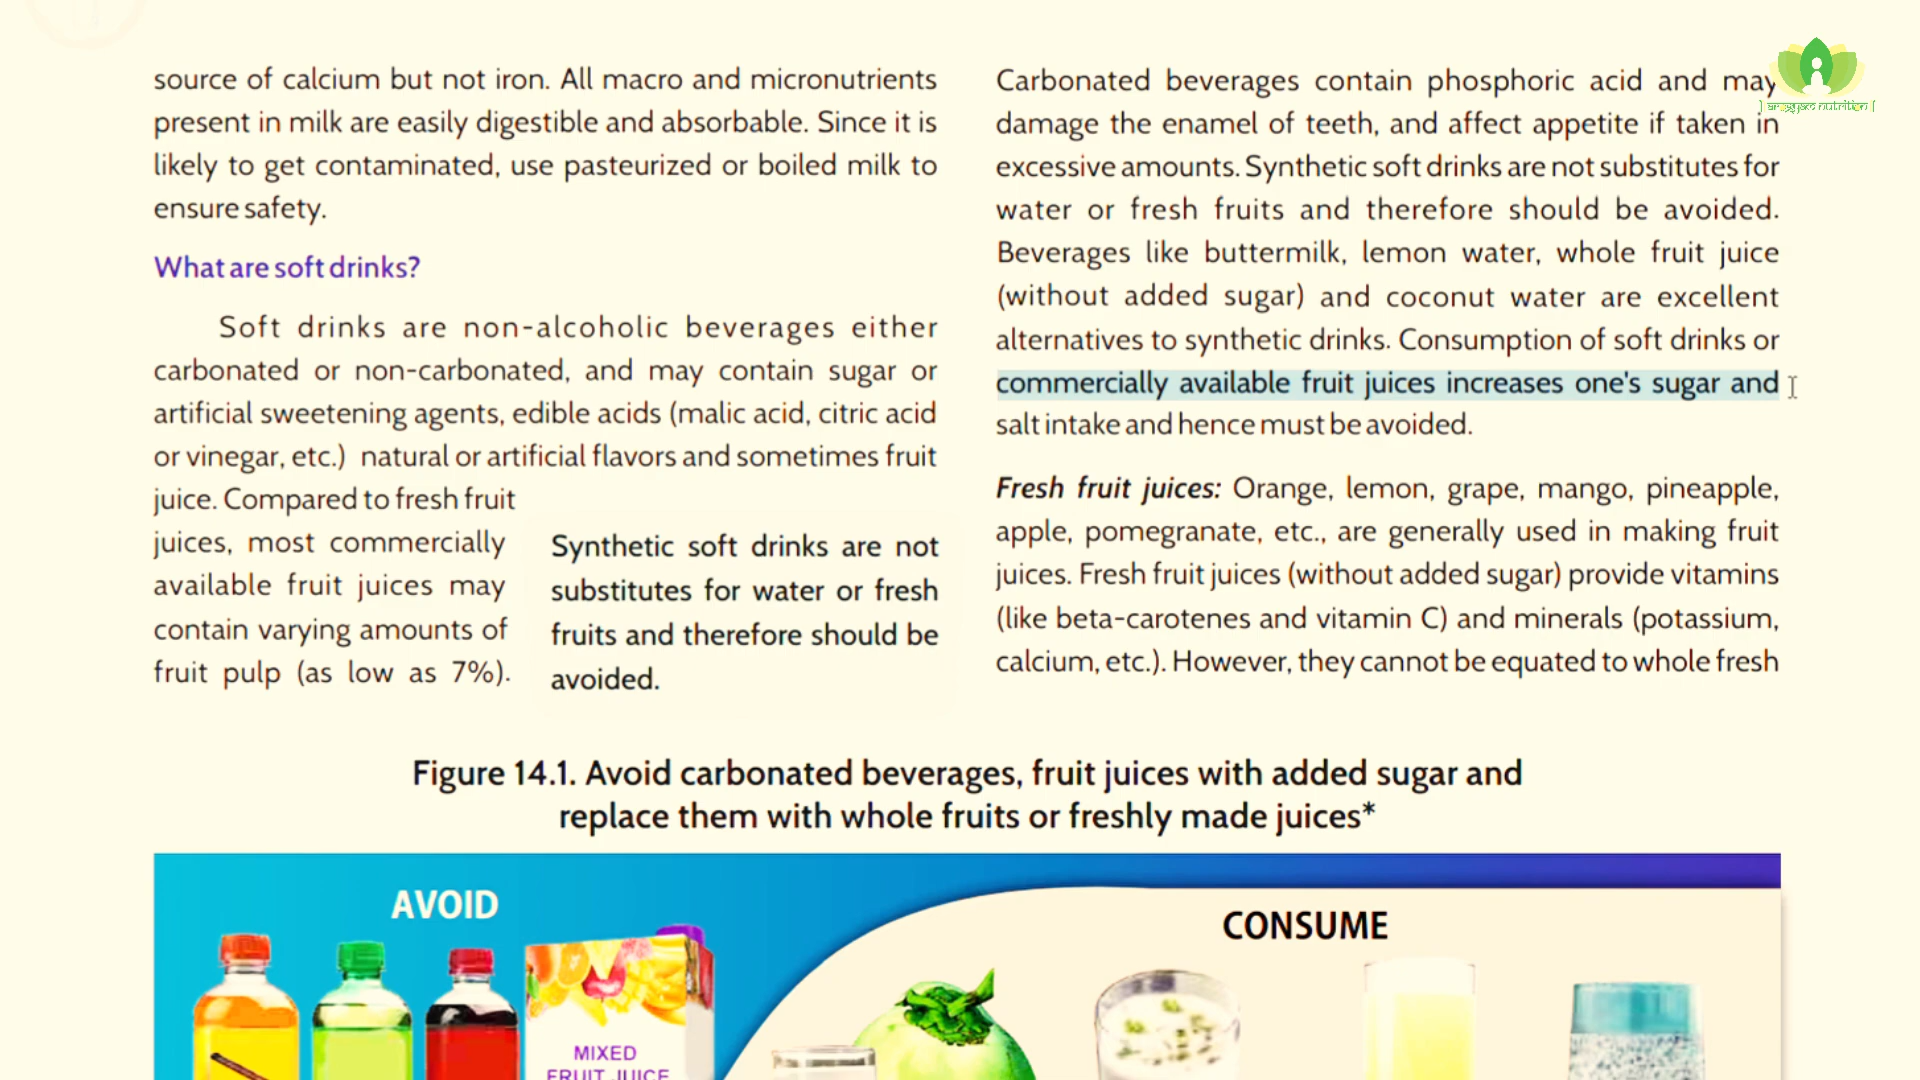 source of calcium but not iron. All macro and micronutrients
present in milk are easily digestible and absorbable. Since it is
likely to get contaminated, use pasteurized or boiled milk to
ensure safety.
What are soft drinks?
Soft drinks are non-alcoholic beverages either
carbonated or non-carbonated, and may contain sugar or
artificial sweetening agents, edible acids (malic acid, citric acid
or vinegar, etc.) natural or artificial flavors and sometimes fruit
juice. Compared to fresh fruit
juices, most commercially
available fruit juices may
contain varying amounts of
fruit pulp (as low as 7%).
Synthetic soft drinks are not
substitutes for water or fresh
fruits and therefore should be
avoided.
Carbonated beverages contain phosphoric acid and may
damage the enamel of teeth, and affect appetite if taken in
excessive amounts. Synthetic soft drinks are not substitutes for
water or fresh fruits and therefore should be avoided.
Beverages like buttermilk, lemon water, whole fruit juice
(without added sugar) and coconut water are excellent
alternatives to synthetic drinks. Consumption of soft drinks or
commercially available fruit juices increases one's sugar and
salt intake and hence must be avoided.
Fresh fruit juices: Orange, lemon, grape, mango, pineapple,
apple, pomegranate, etc., are generally used in making fruit
juices. Fresh fruit juices (without added sugar) provide vitamins
(like beta-carotenes and vitamin C) and minerals (potassium,
calcium, etc.). However, they cannot be equated to whole fresh
arogyam nutrition
Figure 14.1. Avoid carbonated beverages, fruit juices with added sugar and
replace them with whole fruits or freshly made juices*
AVOID
CONSUME
MIXED
FRUIT JUICE